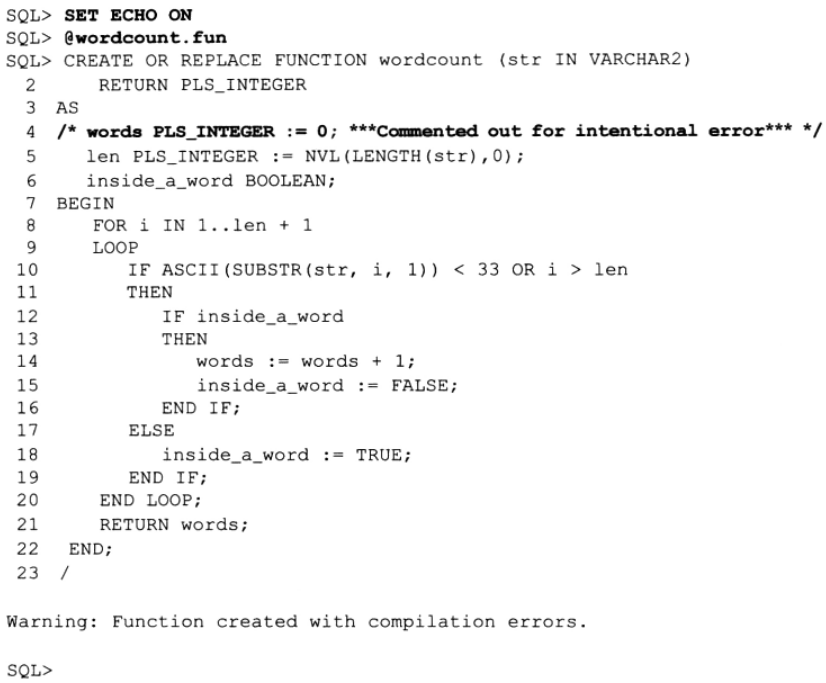 SQL> SET ECHO ON
SQL> @wordcount.fun
SQL> CREATE OR REPLACE FUNCTION wordcount (str IN VARCHAR2)
2 RETURN PLS_INTEGER
3 AS
4 /* words PLS_INTEGER := 0; ***Commented out for intentional error*** */
5 len PLS_INTEGER := NVL(LENGTH(str),0);
6 inside_a_word BOOLEAN;
7 BEGIN
8 FOR i IN 1..len + 1
9 LOOP
10 IF ASCII(SUBSTR(str, i, 1)) < 33 OR i > len
11 THEN
12 IF inside_a_word
13 THEN
14 words := words + 1;
15 inside_a_word := FALSE;
16 END IF;
17 ELSE
18 inside_a_word := TRUE;
19 END IF;
20 END LOOP;
21 RETURN words;
22 END;
23 /
Warning: Function created with compilation errors.
SQL>